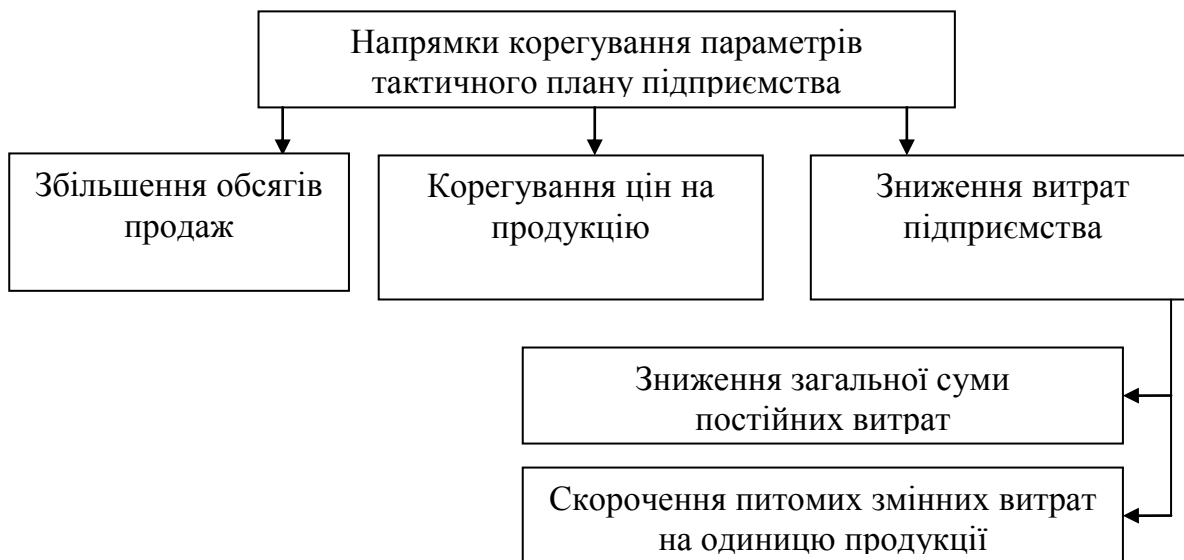 Напрямки корегування параметрів
тактичного плану підприємства
Збільшення обсягів
продаж
Корегування цін на
продукцію
Зниження витрат
підприємства
Зниження загальної суми
постійних витрат
Скорочення питомих змінних витрат
на одиницю продукції